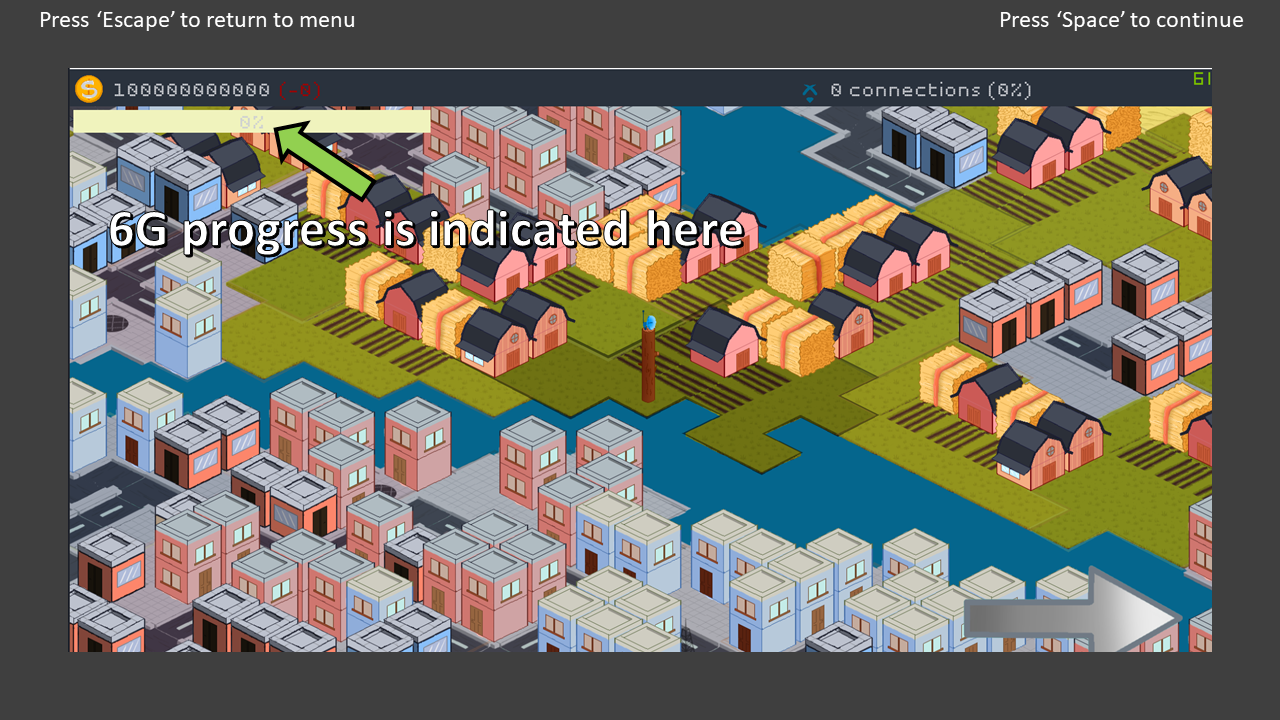 Press ‘Escape’ to return to menu
Press ‘Space’ to continue
100000000000 (-0)
0 connections (0%)
0%
6G progress is indicated here